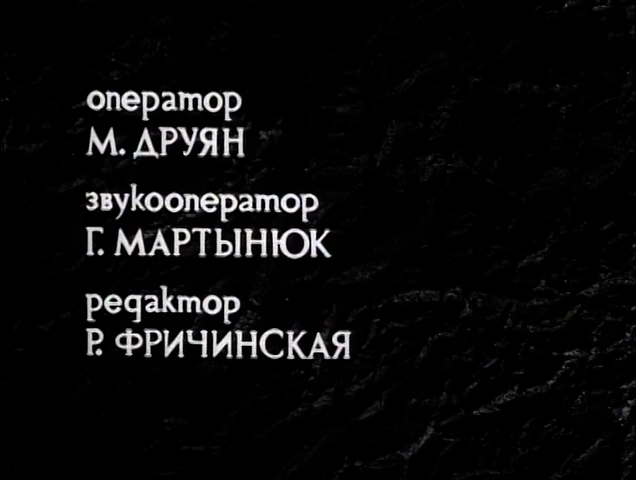 оператор
М. ДРУЯН
звукооператор
Г. МАРТЫНЮК
редактор
Р. ФРИЧИНСКАЯ